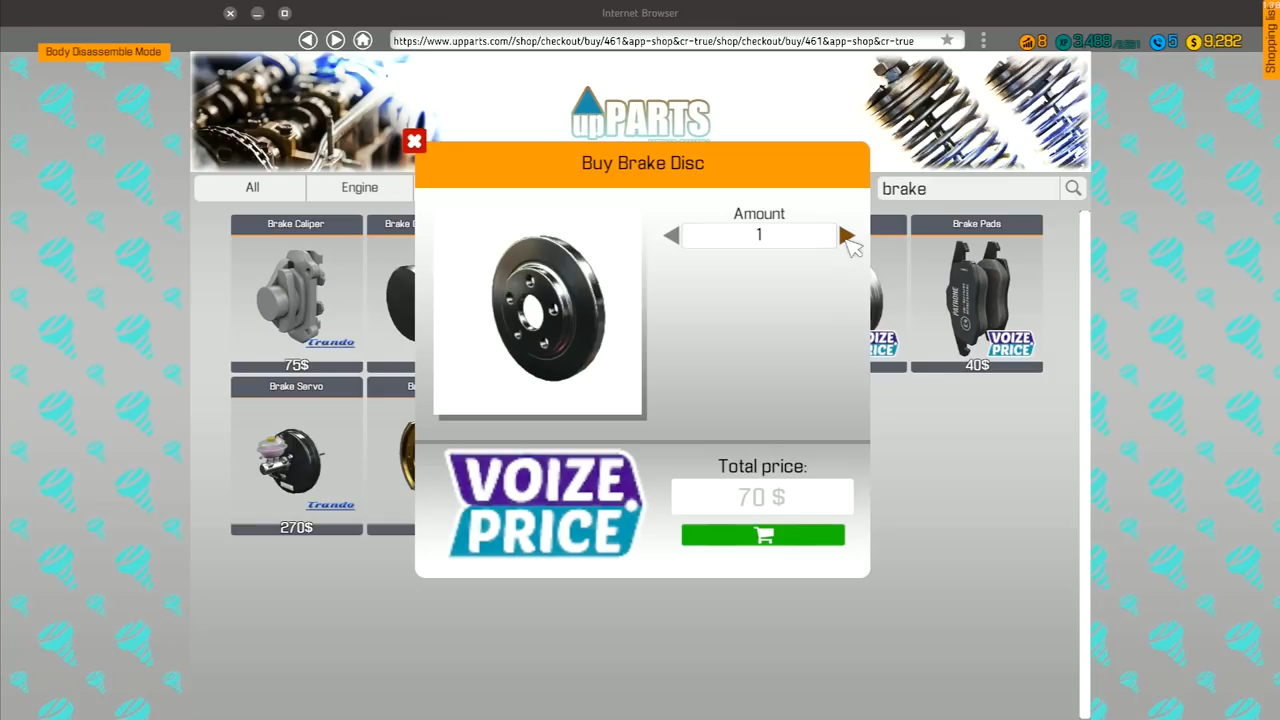 Internet Browser
Shopping list
Body Disassemble Mode
https://www.upparts.com//shop/checkout/buy/461&app-shop&cr-true/shop/checkout/buy/461&app-shop&cr-true
8
5
9,282
upPARTS
Buy Brake Disc
All
Engine
brake
Amount
1
Brake Caliper
Brake
Brake Pads
Trando
PRICE
PATRONE
VOIZE
PRICE
75$
40$
Brake Servo
Trando
270$
VOIZE
PRICE
Total price:
70 $